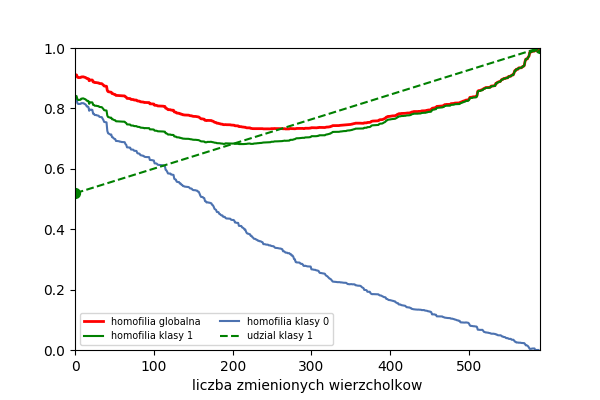 1.0
0.8
0.6
0.4
0.2
0.0
homofilia globalna
homofilia klasy 1
homofilia klasy 0
udzial klasy 1
0 100 200 300 400 500
liczba zmienionych wierzcholkow